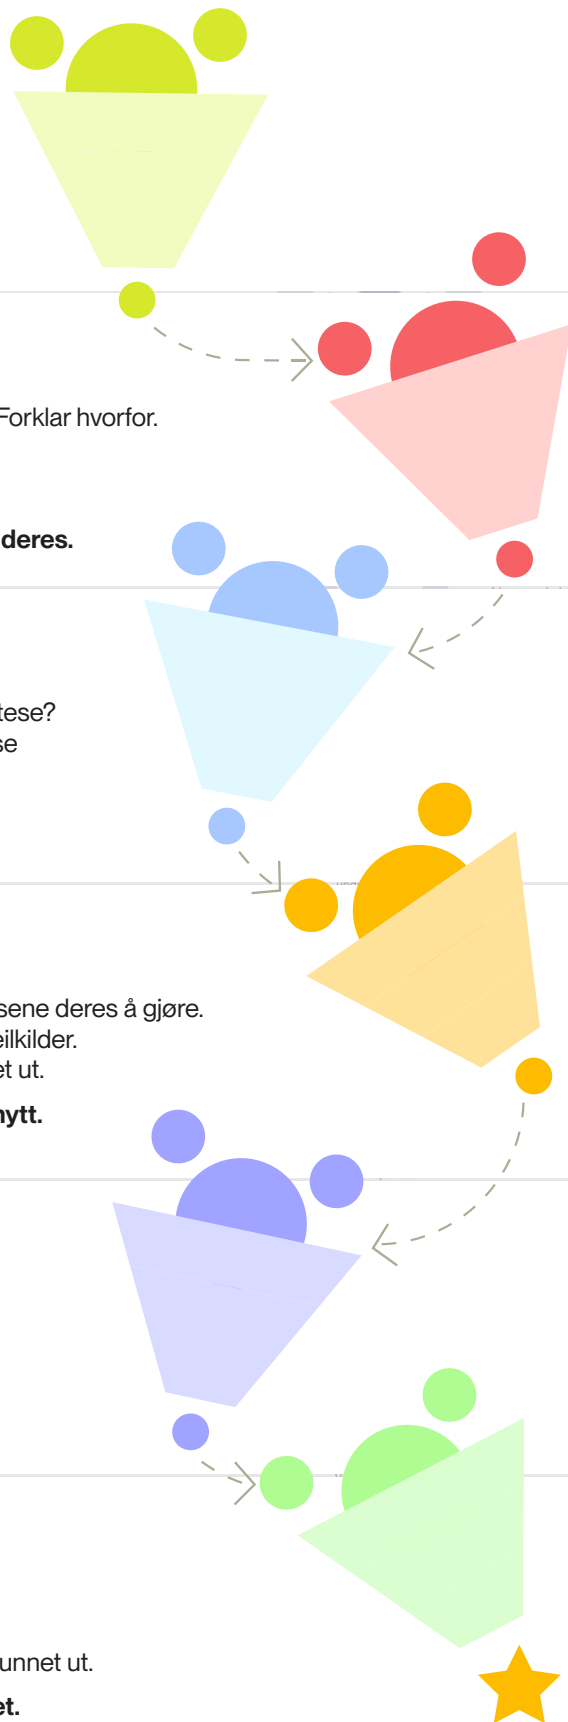 Forklar hvorfor.
deres.
tese?
se
sene deres å gjøre.
eilkilder.
et ut.
nytt.
unnet ut.
et.